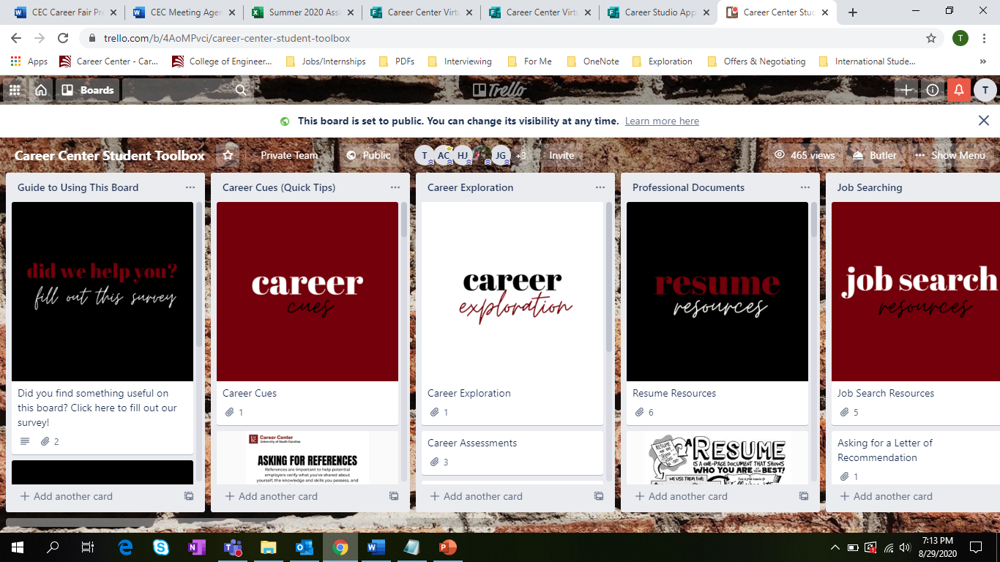 CEC Career Fair Pre
CEC Meeting Agen
Summer 2020 Assi
Career Center Virtu
Career Center Virtu
Career Studio App
Career Center Stud
trello.com/b/4AoMPvci/career-center-student-toolbox
T
Apps
Career Center - Car...
College of Engineer...
Jobs/Internships
PDFs
Interviewing
For Me
OneNote
Exploration
Offers & Negotiating
International Stude...
»
Boards
Trello
T
This board is set to public. You can change its visibility at any time. Learn more here
Career Center Student Toolbox
Private Team
Public
T
AC
HJ
JG
+3
Invite
465 views
Butler
Show Menu
Guide to Using This Board
did we help you?
fill out this survey
Did you find something useful on
this board? Click here to fill out our
survey!
2
+ Add another card
Career Cues (Quick Tips)
career
cues
Career Cues
1
Career Center
University of South Carolina
ASKING FOR REFERENCES
References are important to help potential
employers verify what you've shared about
yourself, the knowledge and skills you possess, and
+ Add another card
Career Exploration
career
exploration
Career Exploration
1
Career Assessments
3
+ Add another card
Professional Documents
resume
resources
Resume Resources
6
A RESUME
IS A ONE-PAGE DOCUMENT THAT SHOWS
WHO YOU ARE BEST!
WE USE THEM FOR:
+ Add another card
Job Searching
job search
resources
Job Search Resources
5
Asking for a Letter of
Recommendation
1
+ Add another card
7:13 PM
8/29/2020